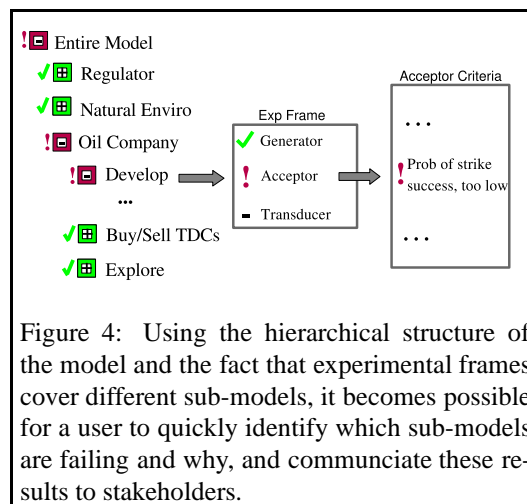 Entire Model
Regulator
Natural Enviro
Oil Company
Develop
...
Buy/Sell TDCs
Explore
Exp Frame
Generator
! Acceptor
- Transducer
Acceptor Criteria
...
! Prob of strike
success, too low
...
Figure 4: Using the hierarchical structure of
the model and the fact that experimental frames
cover different sub-models, it becomes possible
for a user to quickly identify which sub-models
are failing and why, and communciate these re-
sults to stakeholders.